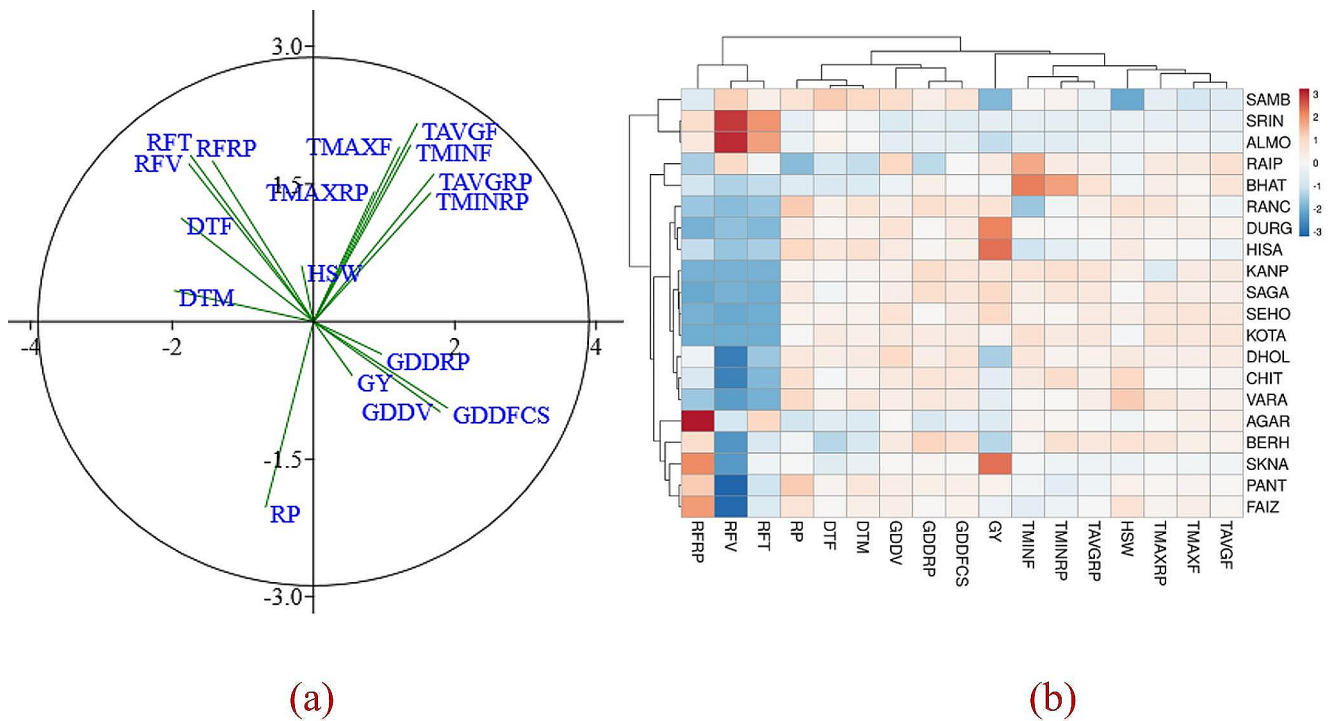 3.0
TAVGF
RFT
RFRP
TMAXF
TMINF
RFV
TAVGRP
1.5
TMAXRP
TMINRP
DTF
HSW
DTM
-4
-2
2
4
GDDRP
GY
GDDV
GDDFCS
-1.5
RP
-3.0
(a)
SAMB
SRIN
ALMO
RAIP
BHAT
RANC
DURG
HISA
KANP
SAGA
SEHO
KOTA
DHOL
CHIT
VARA
AGAR
BERH
SKNA
PANT
FAIZ
3
2
1
0
-1
-2
-3
RFRP
RFV
RFT
RP
DTF
DTM
GDDV
GDDRP
GDDFCS
GY
TMINF
TMINRP
TAVGRP
HSW
TMAXRP
TMAXF
TAVGF
(b)